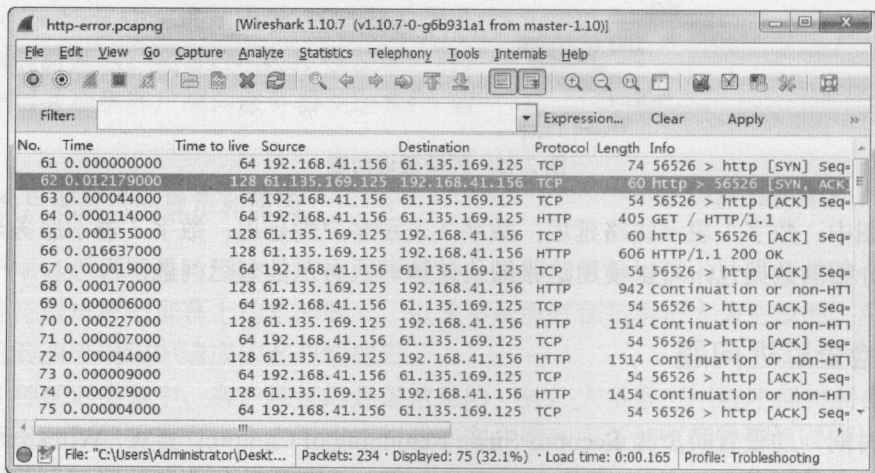 http-error.pcapng [Wireshark 1.10.7 (v1.10.7-0-g6b931a1 from master-1.10)]
File Edit View Go Capture Analyze Statistics Telephony Tools Internals Help
Filter: Expression... Clear Apply
No. Time Time to live Source Destination Protocol Length Info
61 0.000000000 64 192.168.41.156 61.135.169.125 TCP 74 56526 > http [SYN] Seq=
62 0.012179000 128 61.135.169.125 192.168.41.156 TCP 60 http > 56526 [SYN, ACK]
63 0.000044000 64 192.168.41.156 61.135.169.125 TCP 54 56526 > http [ACK] Seq=
64 0.000114000 64 192.168.41.156 61.135.169.125 HTTP 405 GET / HTTP/1.1
65 0.000155000 128 61.135.169.125 192.168.41.156 TCP 60 http > 56526 [ACK] Seq=
66 .016637000 128 61.135.169.125 192.168.41.156 HTTP 606 HTTP/1.1 200 OK
67 0.000019000 64 192.168.41.156 61.135.169.125 TCP 54 56526 > http [ACK] Seq=
68 0.000170000 128 61.135.169.125 192.168.41.156 HTTP 942 Continuation or non-HTT
69 0.000006000 64 192.168.41.156 61.135.169.125 TCP 54 56526 > http [ACK] Seq=
70 0.000227000 128 61.135.169.125 192.168.41.156 HTTP 1514 Continuation or non-HTT
71 0.000007000 64 192.168.41.156 61.135.169.125 TCP 54 56526 > http [ACK] Seq=
72 0.000044000 128 61.135.169.125 192.168.41.156 HTTP 1514 Continuation or non-HTT
73 0.000009000 64 192.168.41.156 61.135.169.125 TCP 54 56526 > http [ACK] Seq=
74 0.000029000 128 61.135.169.125 192.168.41.156 HTTP 1454 Continuation or non-HTT
75 0.000004000 64 192.168.41.156 61.135.169.125 TCP 54 56526 > http [ACK] Seq=
File: "C:\Users\Administrator\Deskt... Packets: 234 · Displayed: 75 (32.1%) · Load time: 0:00.165 Profile: Trobleshooting